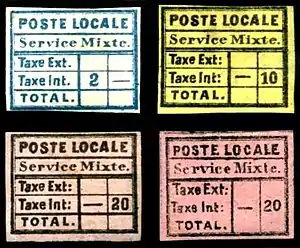 POSTE LOCALE
Service Mixte.
Taxe Ext:
Taxe Int: 2 —
TOTAL.
POSTE LOCALE
Service Mixte.
Taxe Ext:
Taxe Int: — 10
TOTAL.
POSTE LOCALE
Service Mixte.
Taxe Ext:
Taxe Int: — 20
TOTAL.
POSTE LOCALE
Service Mixte.
Taxe Ext:
Taxe Int: — 20
TOTAL.